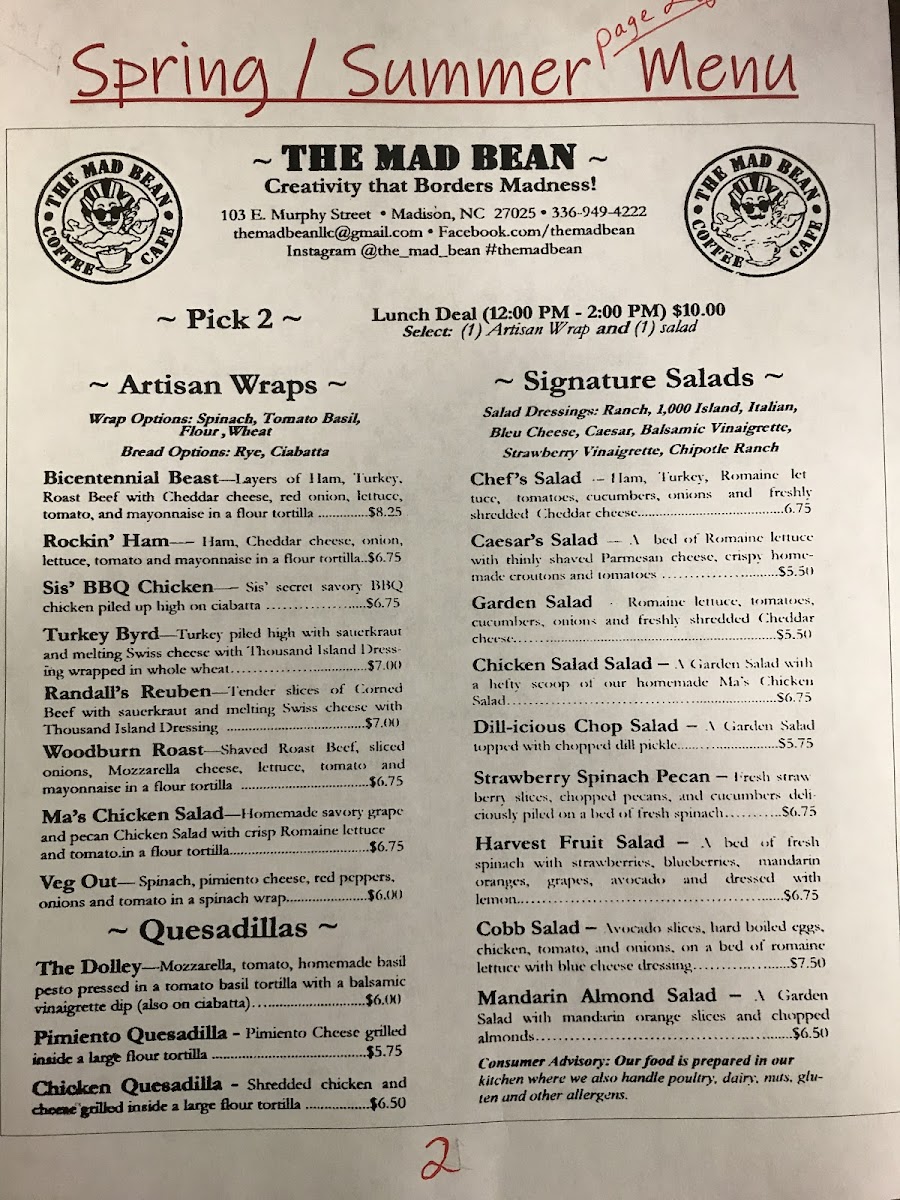 page 2
Spring / Summer Menu
THE MAD BEAN
COFFEE CAFE
~ THE MAD BEAN ~
Creativity that Borders Madness!
103 E. Murphy Street • Madison, NC 27025 • 336-949-4222
themadbeanllc@gmail.com • Facebook.com/themadbean
Instagram @the_mad_bean #themadbean
THE MAD BEAN
COFFEE CAFE
~ Pick 2 ~
Lunch Deal (12:00 PM - 2:00 PM) $10.00
Select: (1) Artisan Wrap and (1) salad
~ Artisan Wraps ~
Wrap Options: Spinach, Tomato Basil,
Flour ,Wheat
Bread Options: Rye, Ciabatta
Bicentennial Beast—Layers of Ham, Turkey,
Roast Beef with Cheddar cheese, red onion, lettuce,
tomato, and mayonnaise in a flour tortilla .............$8.25
Rockin' Ham—– Ham, Cheddar cheese, onion,
lettuce, tomato and mayonnaise in a flour tortilla..$6.75
Sis' BBQ Chicken— Sis' secret savory BBQ
chicken piled up high on ciabatta .....................$6.75
Turkey Byrd—Turkey piled high with sauerkraut
and melting Swiss cheese with Thousand Island Dress-
ing wrapped in whole wheat...........................$7.00
Randall's Reuben—Tender slices of Corned
Beef with sauerkraut and melting Swiss cheese with
Thousand Island Dressing ...........................$7.00
Woodburn Roast—Shaved Roast Beef, sliced
onions, Mozzarella cheese, lettuce, tomato and
mayonnaise in a flour tortilla .........................$6.75
Ma's Chicken Salad—Homemade savory grape
and pecan Chicken Salad with crisp Romaine lettuce
and tomato.in a flour tortilla...........................$6.75
Veg Out— Spinach, pimiento cheese, red peppers,
onions and tomato in a spinach wrap................$6.00
~ Quesadillas ~
The Dolley—Mozzarella, tomato, homemade basil
pesto pressed in a tomato basil tortilla with a balsamic
vinaigrette dip (also on ciabatta).......................$6.00
Pimiento Quesadilla - Pimiento Cheese grilled
inside a large flour tortilla ..............................$5.75
Chicken Quesadilla - Shredded chicken and
cheese grilled inside a large flour tortilla .............$6.50
~ Signature Salads ~
Salad Dressings: Ranch, 1,000 Island, Italian,
Bleu Cheese, Caesar, Balsamic Vinaigrette,
Strawberry Vinaigrette, Chipotle Ranch
Chef's Salad -– Ham, Turkey, Romaine let
tuce, tomatoes, cucumbers, onions and freshly
shredded Cheddar cheese..............................6.75
Caesar's Salad — A bed of Romaine lettuce
with thinly shaved Parmesan cheese, crispy home-
made croutons and tomatoes .......................$5.50
Garden Salad - Romaine lettuce, tomatoes,
cucumbers, onions and freshly shredded Cheddar
cheese....................................................$5.50
Chicken Salad Salad – A Garden Salad with
a hefty scoop of our homemade Ma's Chicken
Salad......................................................$6.75
Dill-icious Chop Salad – A Garden Salad
topped with chopped dill pickle.....................$5.75
Strawberry Spinach Pecan – Fresh straw
berry slices, chopped pecans, and cucumbers deli-
ciously piled on a bed of fresh spinach............$6.75
Harvest Fruit Salad – A bed of fresh
spinach with strawberries, blueberries, mandarin
oranges, grapes, avocado and dressed with
lemon.....................................................$6.75
Cobb Salad – Avocado slices, hard boiled eggs,
chicken, tomato, and onions, on a bed of romaine
lettuce with blue cheese dressing...................$7.50
Mandarin Almond Salad – A Garden
Salad with mandarin orange slices and chopped
almonds..................................................$6.50
Consumer Advisory: Our food is prepared in our
kitchen where we also handle poultry, dairy, nuts, glu-
ten and other allergens.
2